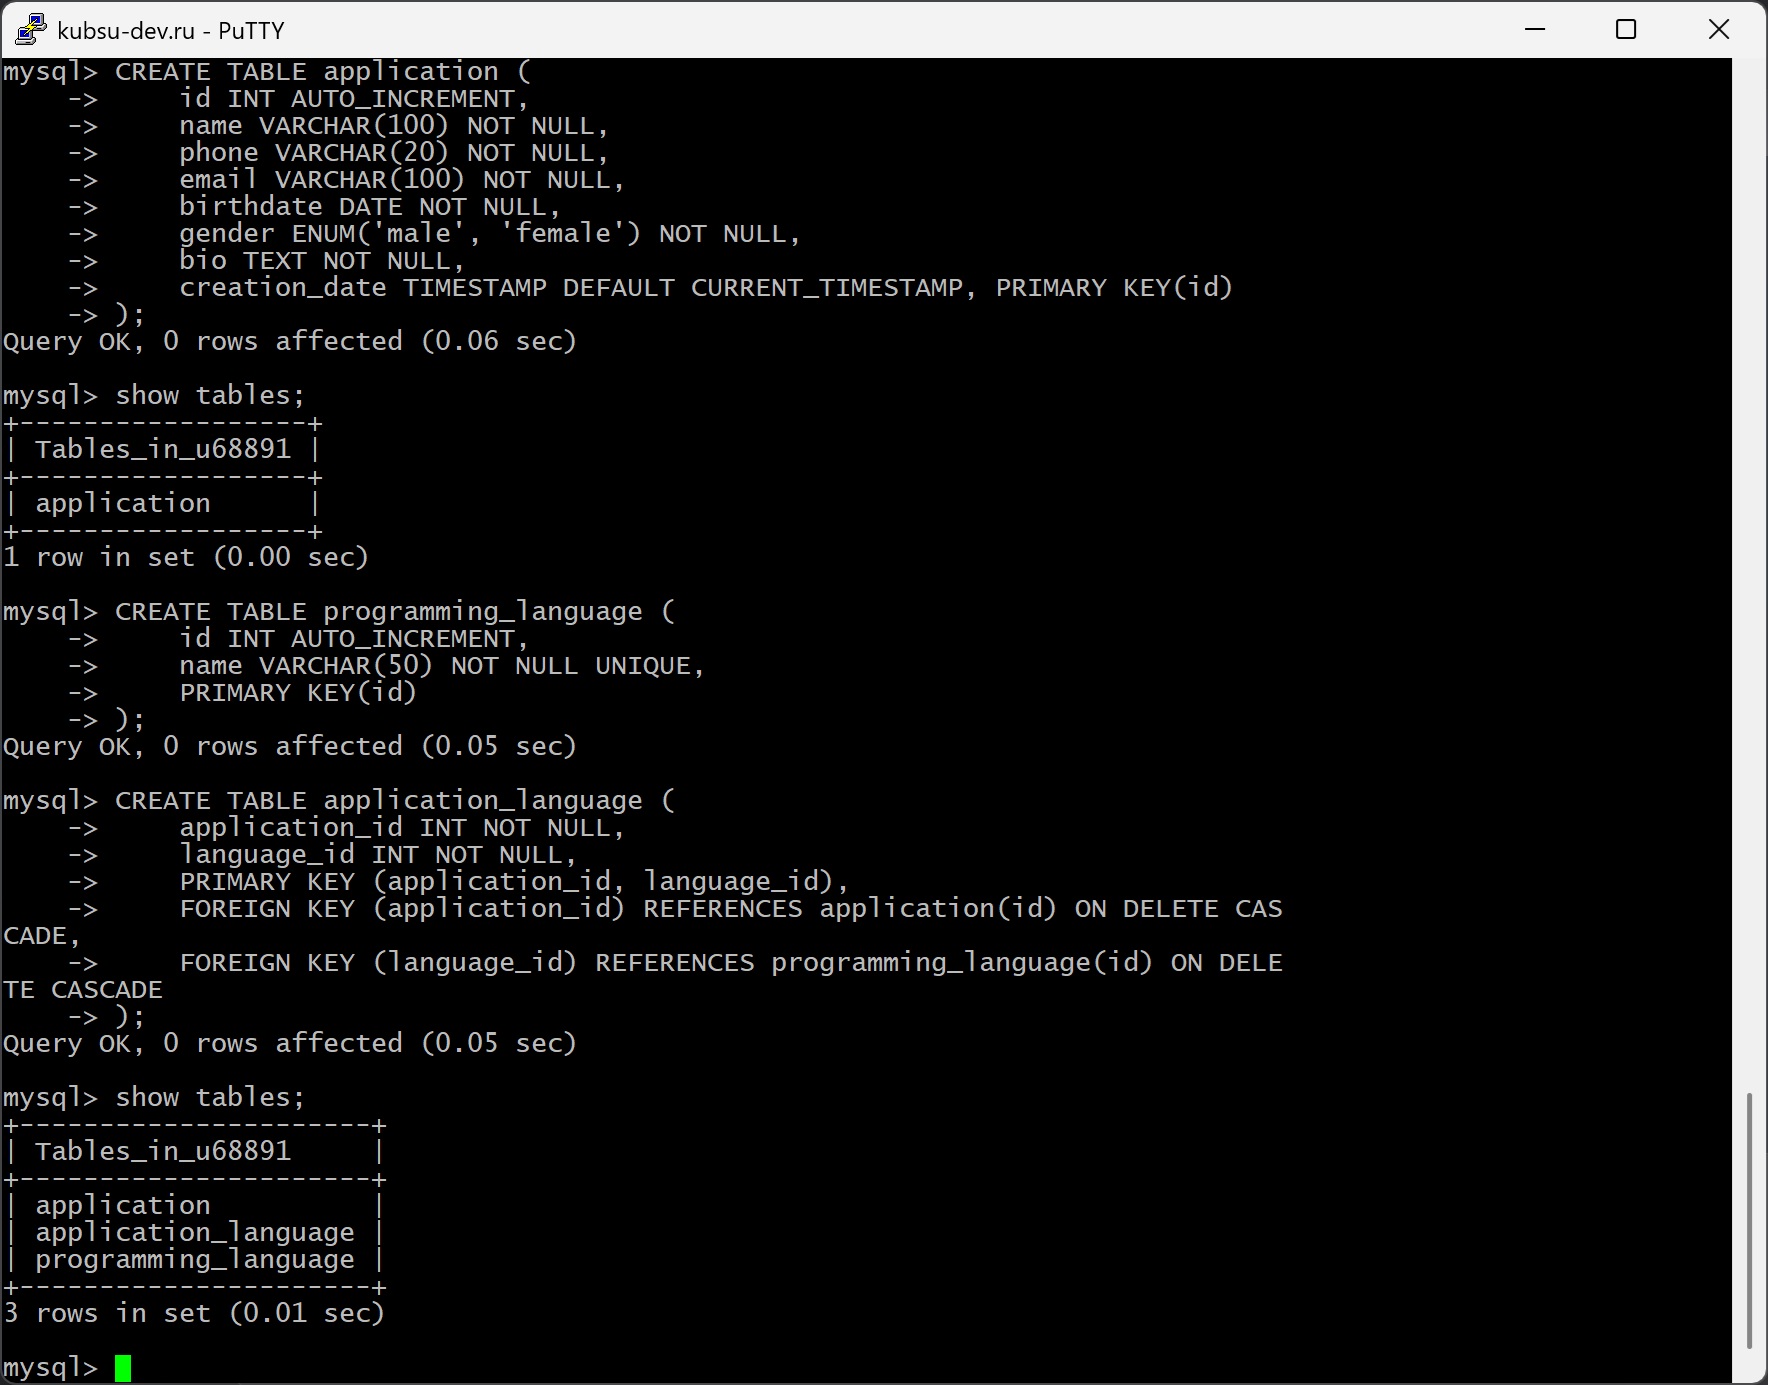 kubsu-dev.ru - PuTTY
mysql> CREATE TABLE application (
    ->     id INT AUTO_INCREMENT,
    ->     name VARCHAR(100) NOT NULL,
    ->     phone VARCHAR(20) NOT NULL,
    ->     email VARCHAR(100) NOT NULL,
    ->     birthdate DATE NOT NULL,
    ->     gender ENUM('male', 'female') NOT NULL,
    ->     bio TEXT NOT NULL,
    ->     creation_date TIMESTAMP DEFAULT CURRENT_TIMESTAMP, PRIMARY KEY(id)
    -> );
Query OK, 0 rows affected (0.06 sec)

mysql> show tables;
+------------------+
| Tables_in_u68891 |
+------------------+
| application      |
+------------------+
1 row in set (0.00 sec)

mysql> CREATE TABLE programming_language (
    ->     id INT AUTO_INCREMENT,
    ->     name VARCHAR(50) NOT NULL UNIQUE,
    ->     PRIMARY KEY(id)
    -> );
Query OK, 0 rows affected (0.05 sec)

mysql> CREATE TABLE application_language (
    ->     application_id INT NOT NULL,
    ->     language_id INT NOT NULL,
    ->     PRIMARY KEY (application_id, language_id),
    ->     FOREIGN KEY (application_id) REFERENCES application(id) ON DELETE CAS
CADE,
    ->     FOREIGN KEY (language_id) REFERENCES programming_language(id) ON DELE
TE CASCADE
    -> );
Query OK, 0 rows affected (0.05 sec)

mysql> show tables;
+----------------------+
| Tables_in_u68891     |
+----------------------+
| application          |
| application_language |
| programming_language |
+----------------------+
3 rows in set (0.01 sec)

mysql>